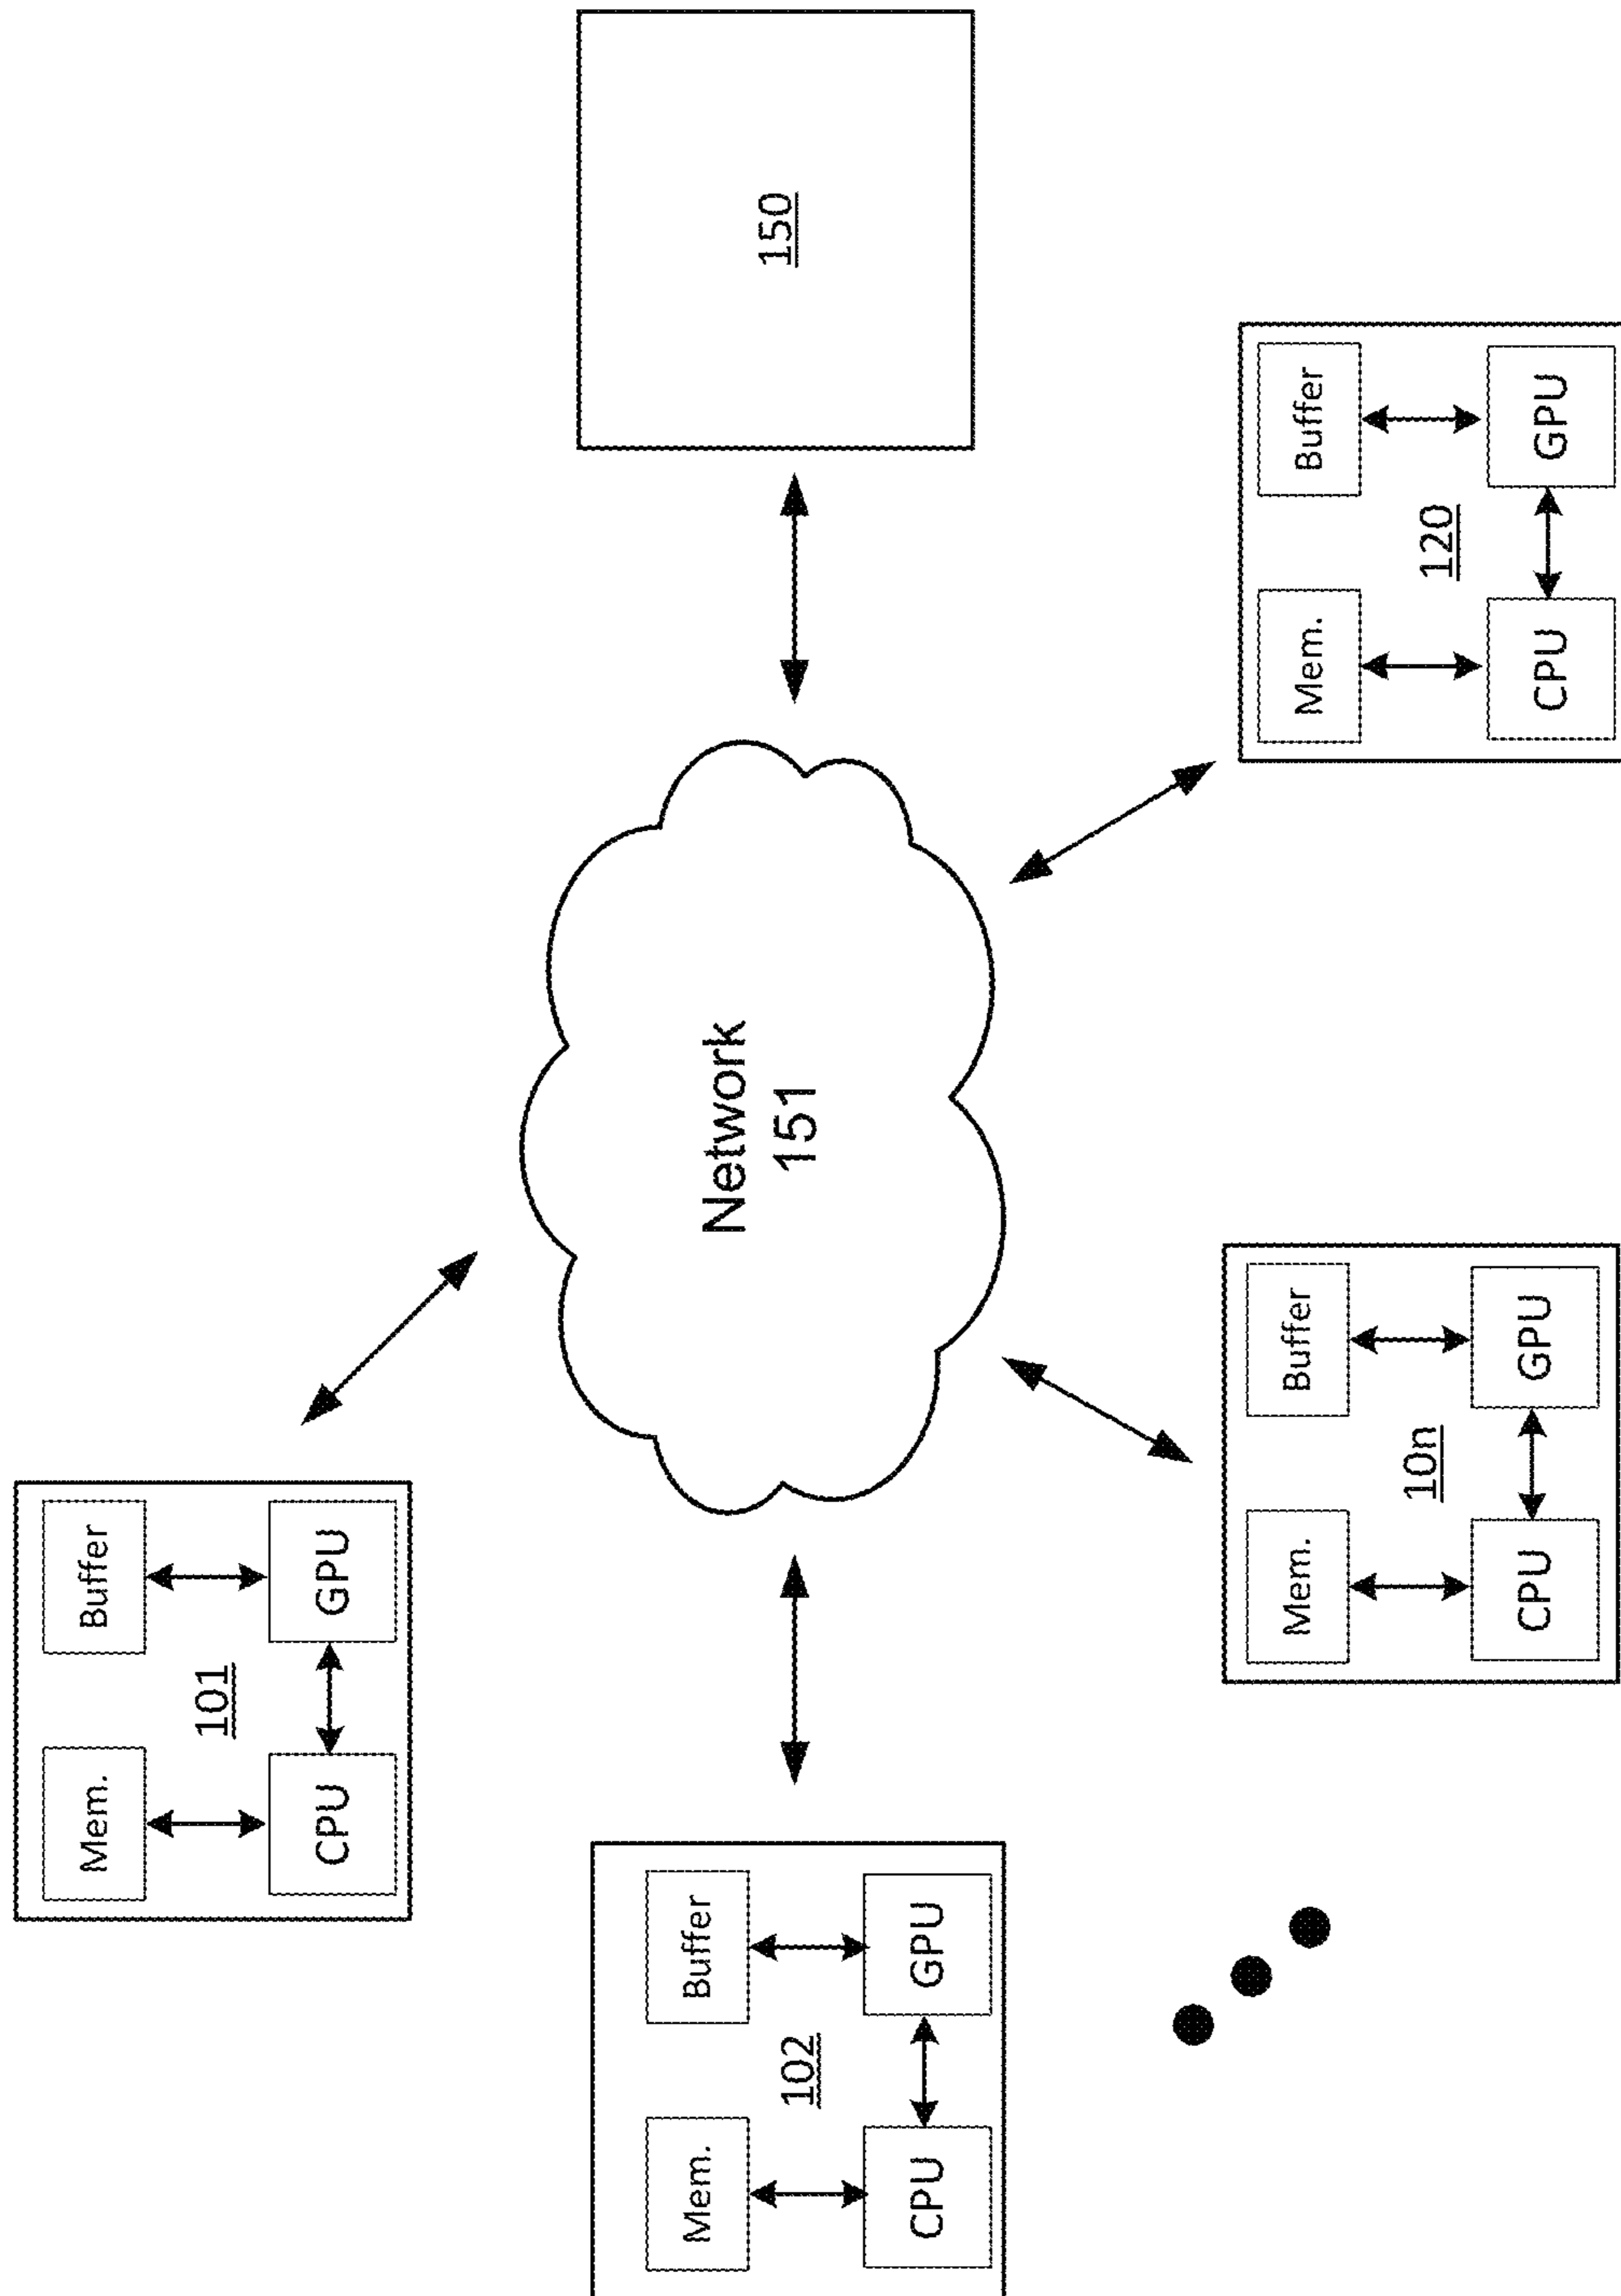 Mem.
Buffer
101
CPU
GPU
Mem.
Buffer
102
CPU
GPU
Network
151
150
Mem.
Buffer
10n
CPU
GPU
Mem.
Buffer
120
CPU
GPU